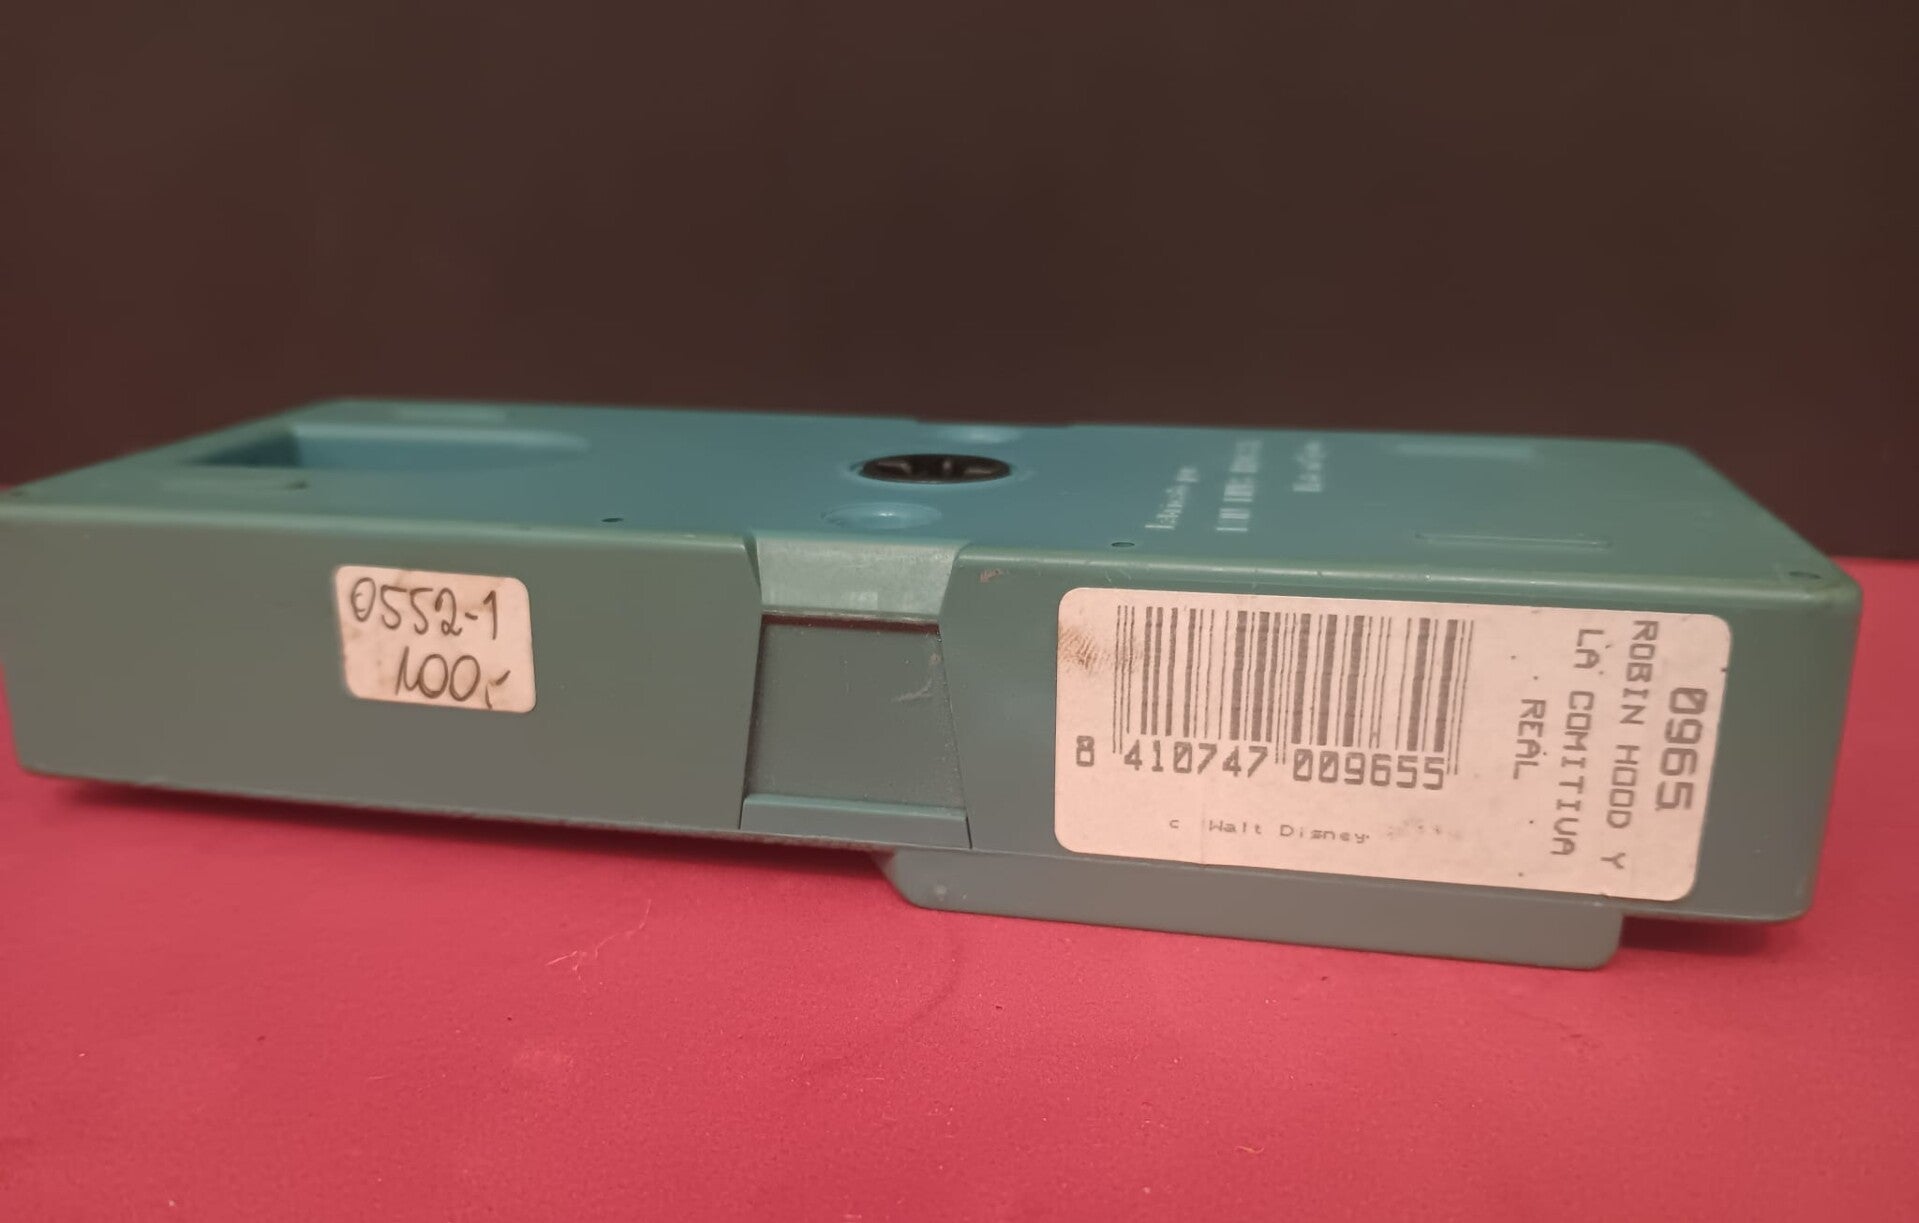 0552-1
100,-
0965
ROBIN HOOD Y
LA COMITIVA
REAL
8 410747 009655
c Walt Disney